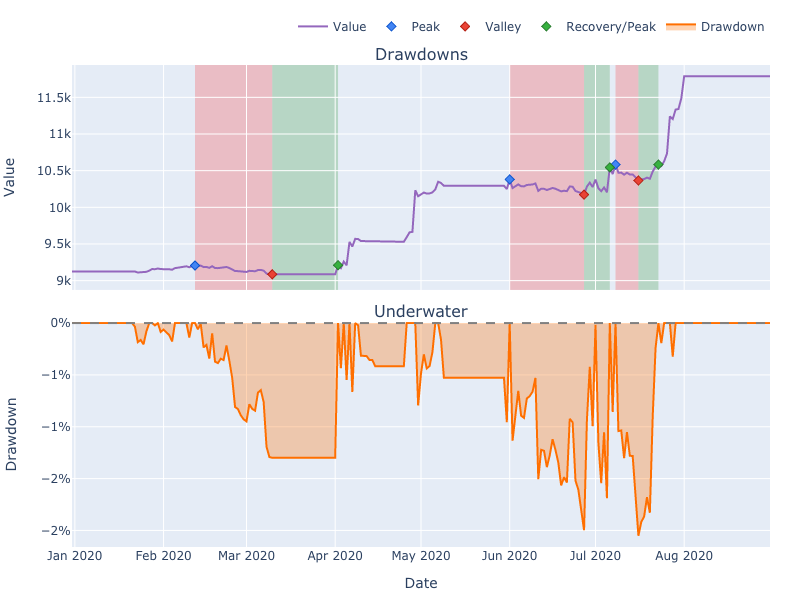 Value Peak Valley Recovery/Peak Drawdown
Drawdowns
11.5k
11k
10.5k
10k
9.5k
9k
Value
Underwater
0%
−1%
−1%
−2%
−2%
Drawdown
Jan 2020 Feb 2020 Mar 2020 Apr 2020 May 2020 Jun 2020 Jul 2020 Aug 2020
Date